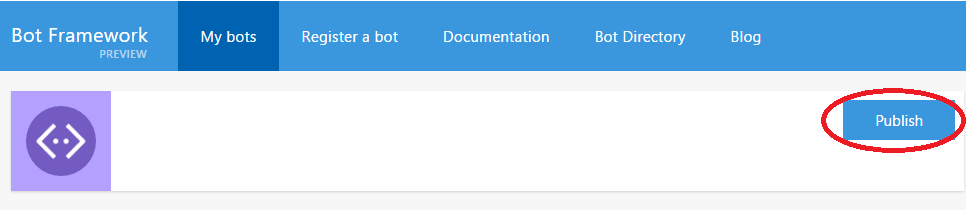 Bot Framework
PREVIEW
My bots
Register a bot
Documentation
Bot Directory
Blog
Publish